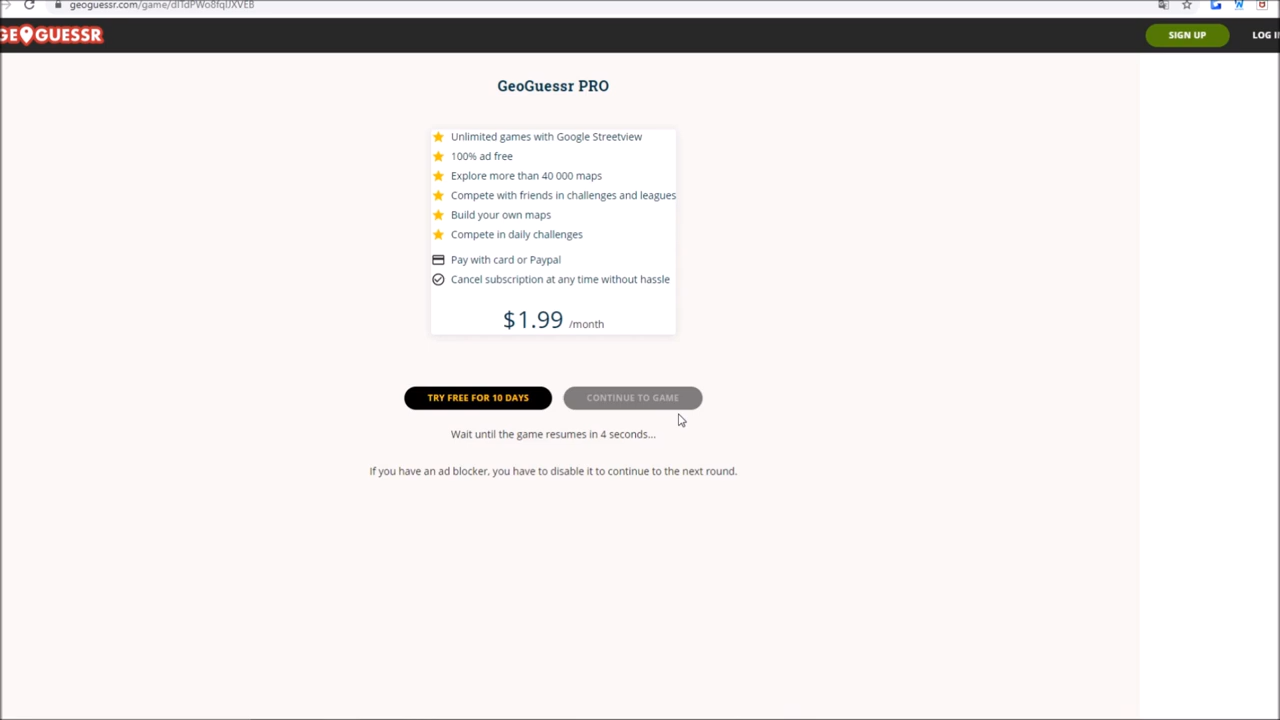 geoguessr.com/game/
GEOGUESSR
SIGN UP
LOG I
GeoGuessr PRO
Unlimited games with Google Streetview
100% ad free
Explore more than 40 000 maps
Compete with friends in challenges and leagues
Build your own maps
Compete in daily challenges
Pay with card or Paypal
Cancel subscription at any time without hassle
$1.99 /month
TRY FREE FOR 10 DAYS
CONTINUE TO GAME
Wait until the game resumes in 4 seconds...
If you have an ad blocker, you have to disable it to continue to the next round.